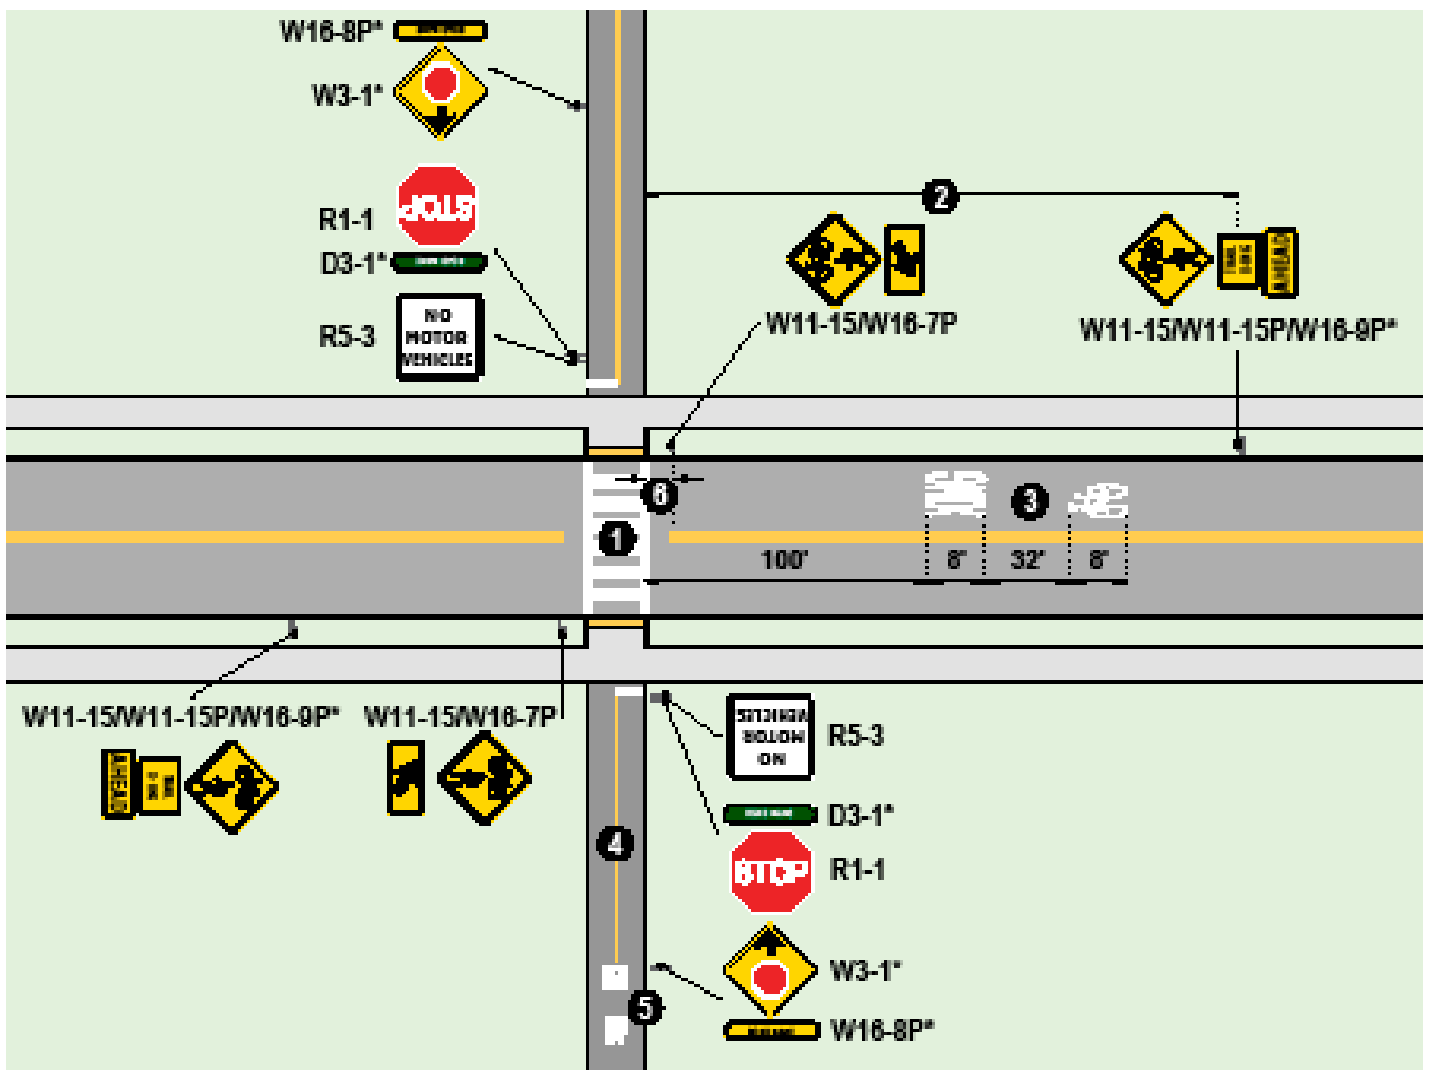 W16-8P*
W3-1*
R1-1
STOP
D3-1*
R5-3
NO
MOTOR
VEHICLES
2
AHEAD
W11-15/W16-7P
W11-15/W11-15P/W16-9P*
6
3
1
100'
8'
32'
8'
W11-15/W11-15P/W16-9P*
W11-15/W16-7P
AHEAD
NO
MOTOR
VEHICLES
R5-3
D3-1*
4
STOP
R1-1
W3-1*
5
W16-8P*